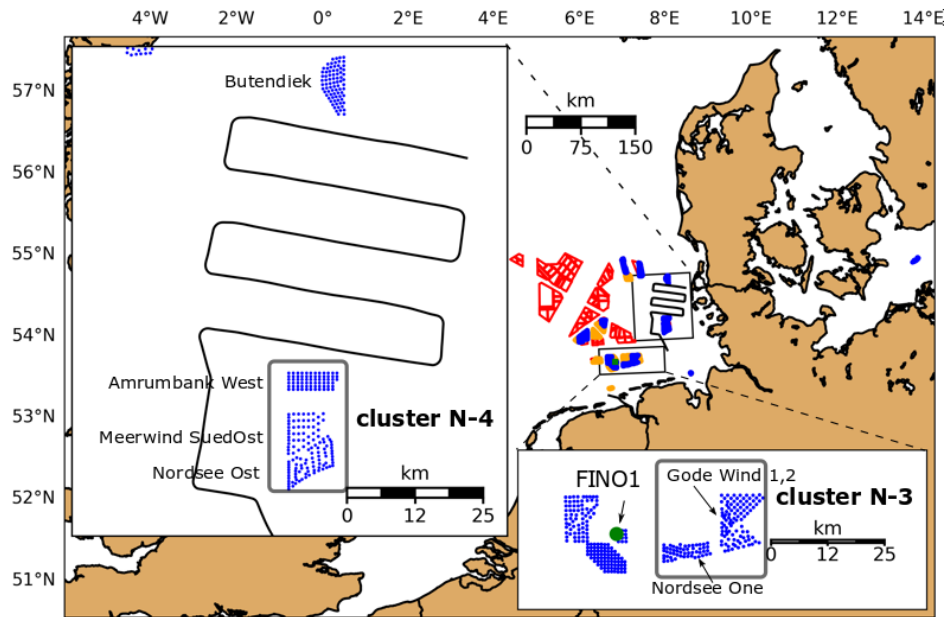 4°W 2°W 0° 2°E 4°E 6°E 8°E 10°E 12°E 14°E
57°N
56°N
55°N
54°N
53°N
52°N
51°N
Butendiek
Amrumbank West
cluster N-4
Meerwind SuedOst
Nordsee Ost
km
0 12 25
km
0 75 150
FINO1
Gode Wind 1,2
cluster N-3
km
0 12 25
Nordsee One